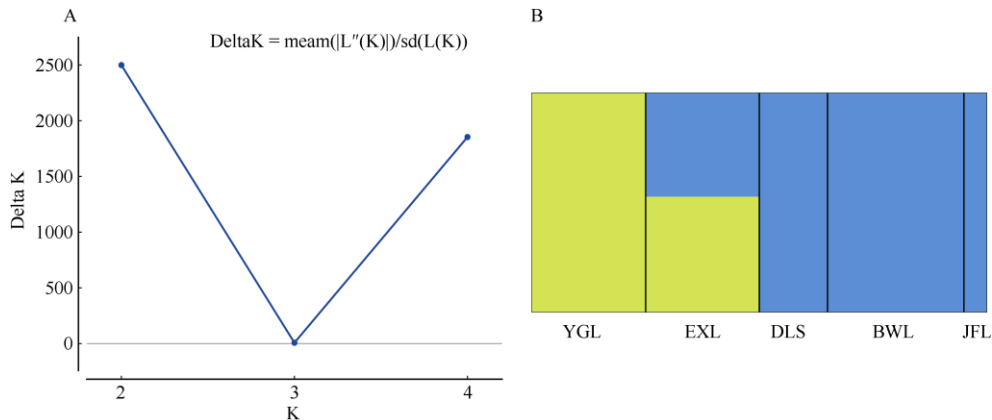 A
DeltaK = meam(|L″(K)|)/sd(L(K))
Delta K
2500
2000
1500
1000
500
0
2
3
4
K
B
YGL EXL DLS BWL JFL